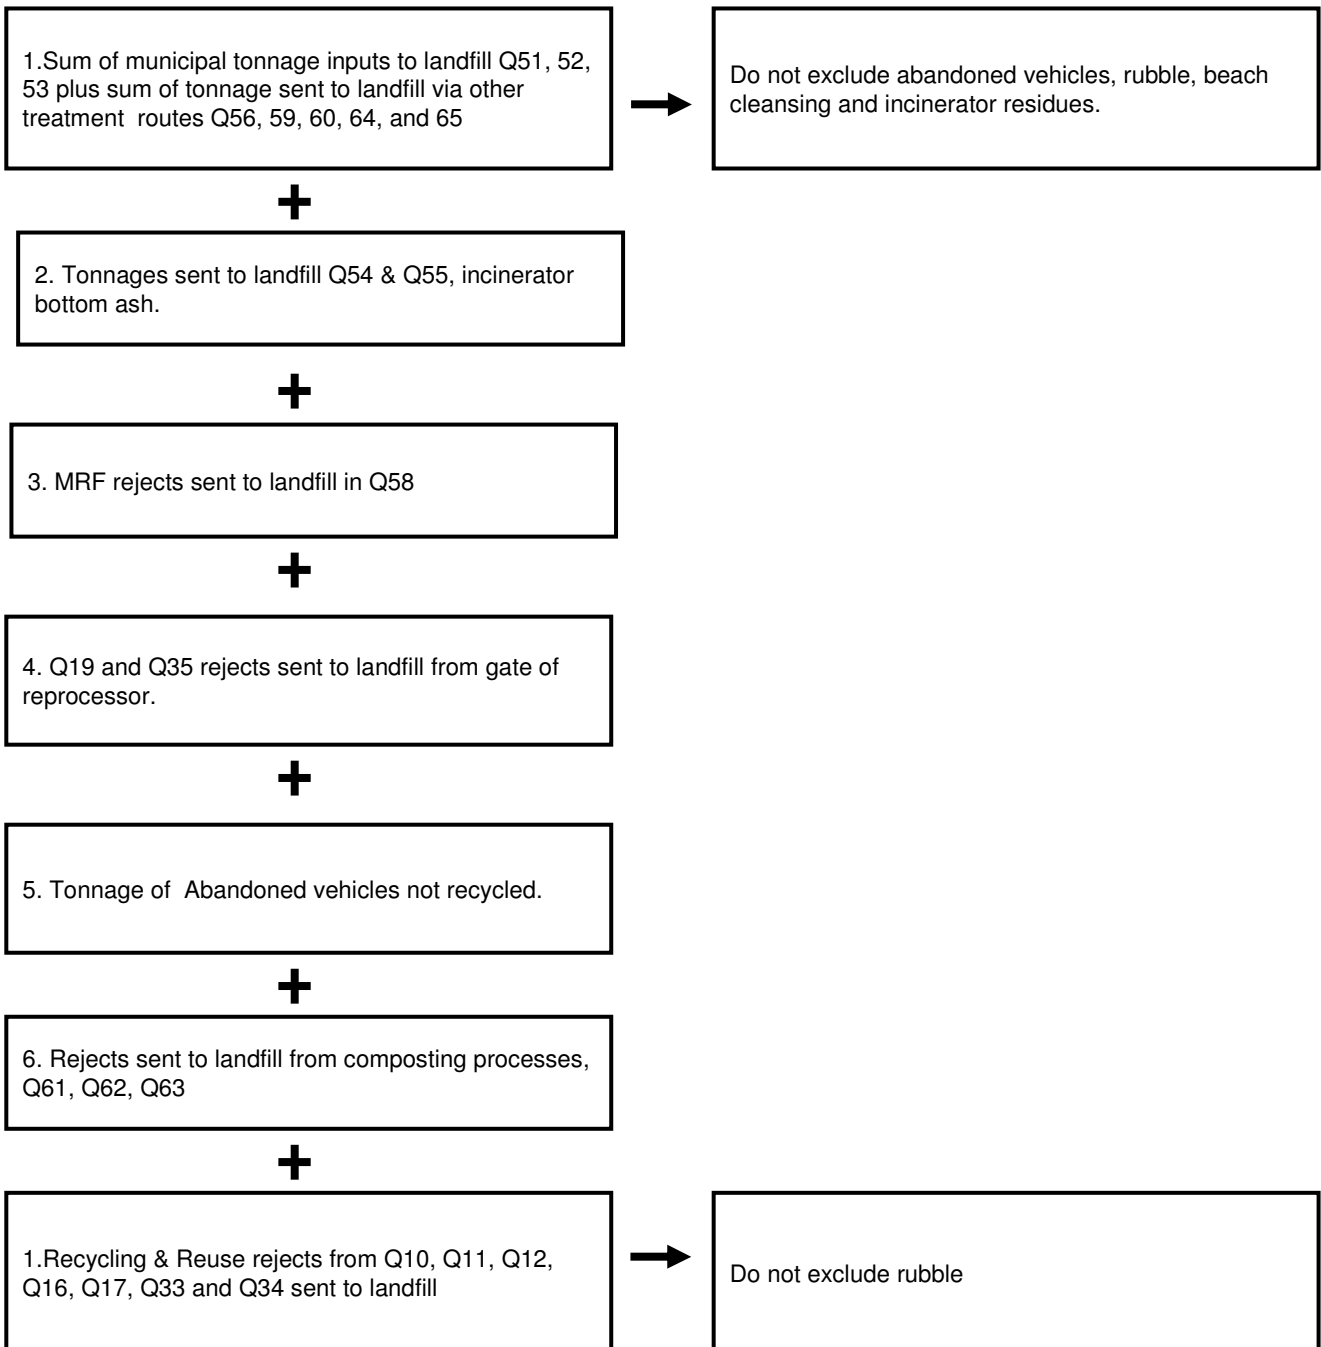 1.Sum of municipal tonnage inputs to landfill Q51, 52,
53 plus sum of tonnage sent to landfill via other
treatment  routes Q56, 59, 60, 64, and 65
Do not exclude abandoned vehicles, rubble, beach
cleansing and incinerator residues.
+
2. Tonnages sent to landfill Q54 & Q55, incinerator
bottom ash.
+
3. MRF rejects sent to landfill in Q58
+
4. Q19 and Q35 rejects sent to landfill from gate of
reprocessor.
+
5. Tonnage of  Abandoned vehicles not recycled.
+
6. Rejects sent to landfill from composting processes,
Q61, Q62, Q63
+
1.Recycling & Reuse rejects from Q10, Q11, Q12,
Q16, Q17, Q33 and Q34 sent to landfill
Do not exclude rubble